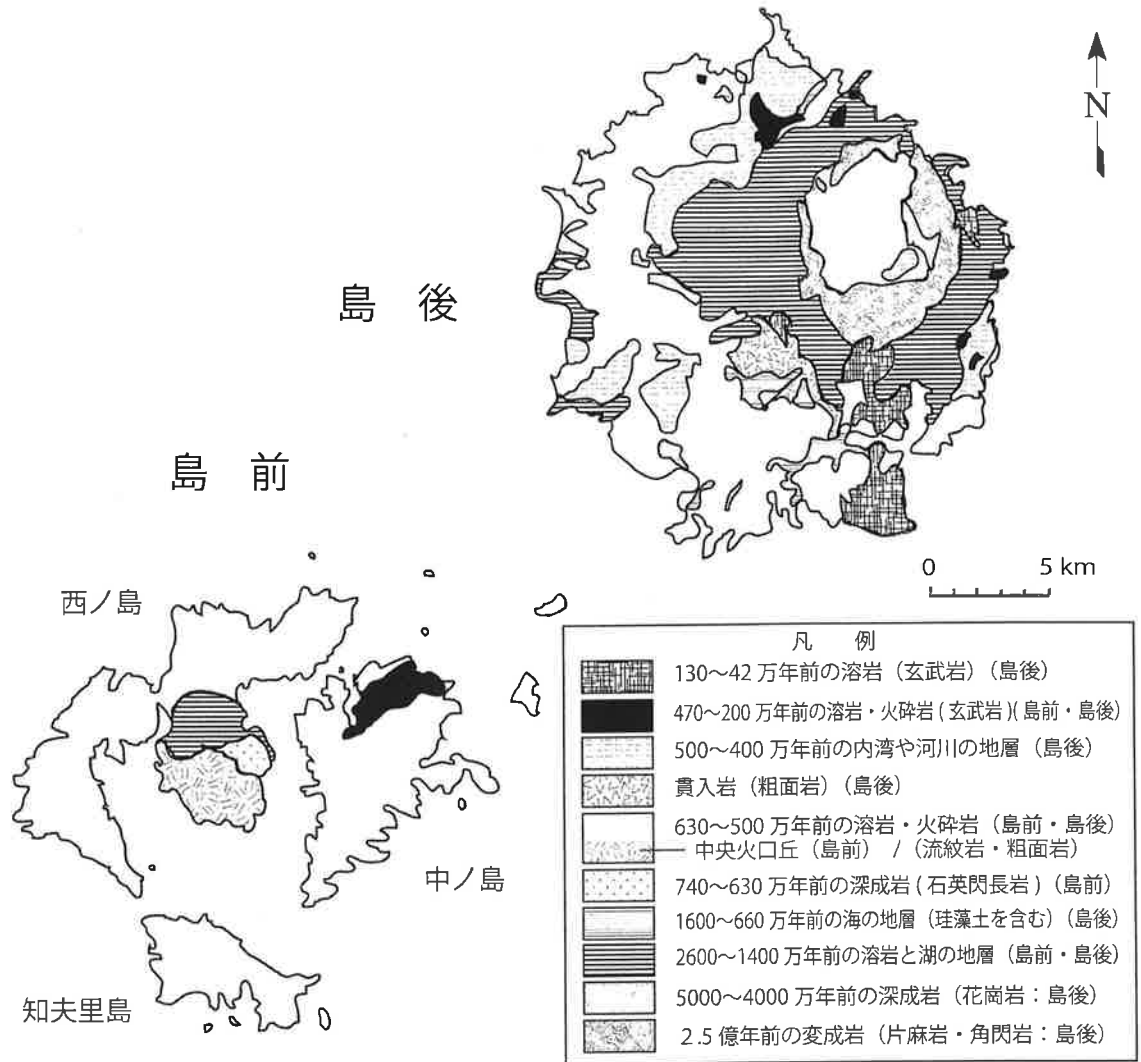 N
島 後
島 前
西ノ島
中ノ島
知夫里島
0 5 km
凡 例
130～42 万年前の溶岩（玄武岩）（島後）
470～200 万年前の溶岩・火砕岩 ( 玄武岩 )( 島前・島後)
500～400 万年前の内湾や河川の地層（島後）
貫入岩（粗面岩）（島後）
630～500 万年前の溶岩・火砕岩（島前・島後）
中央火口丘（島前） /（流紋岩・粗面岩）
740～630 万年前の深成岩 ( 石英閃長岩 )（島前）
1600～660 万年前の海の地層（珪藻土を含む）（島後）
2600～1400 万年前の溶岩と湖の地層（島前・島後）
5000～4000 万年前の深成岩（花崗岩：島後）
2.5 億年前の変成岩（片麻岩・角閃岩：島後）